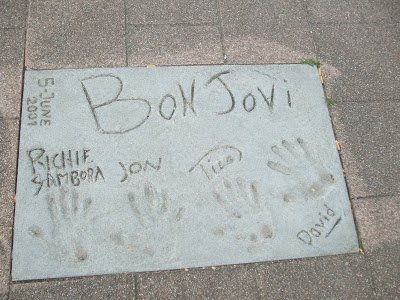 5-JUNE
2001
BON JOVI
RICHIE
SAMBORA
JON
Tico
David